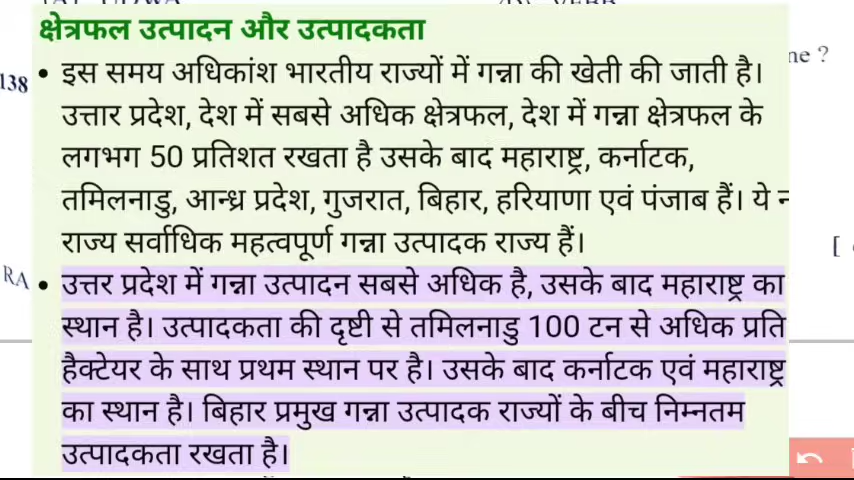 क्षेत्रफल उत्पादन और उत्पादकता
ne ?
138
• इस समय अधिकांश भारतीय राज्यों में गन्ना की खेती की जाती है।
उत्तार प्रदेश, देश में सबसे अधिक क्षेत्रफल, देश में गन्ना क्षेत्रफल के
लगभग 50 प्रतिशत रखता है उसके बाद महाराष्ट्र, कर्नाटक,
तमिलनाडु, आन्ध्र प्रदेश, गुजरात, बिहार, हरियाणा एवं पंजाब हैं। ये
राज्य सर्वाधिक महत्वपूर्ण गन्ना उत्पादक राज्य हैं।
[
RA
• उत्तर प्रदेश में गन्ना उत्पादन सबसे अधिक है, उसके बाद महाराष्ट्र का
स्थान है। उत्पादकता की दृष्टी से तमिलनाडु 100 टन से अधिक प्रति
हैक्टेयर के साथ प्रथम स्थान पर है। उसके बाद कर्नाटक एवं महाराष्ट्र
का स्थान है। बिहार प्रमुख गन्ना उत्पादक राज्यों के बीच निम्नतम
उत्पादकता रखता है।